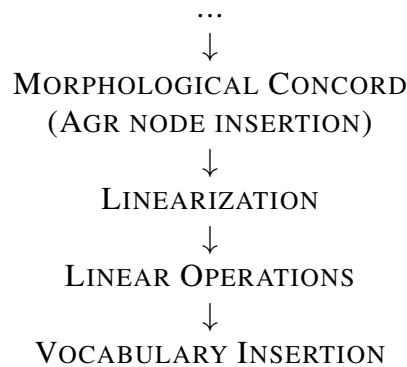 ...
↓
MORPHOLOGICAL CONCORD
(AGR NODE INSERTION)
↓
LINEARIZATION
↓
LINEAR OPERATIONS
↓
VOCABULARY INSERTION